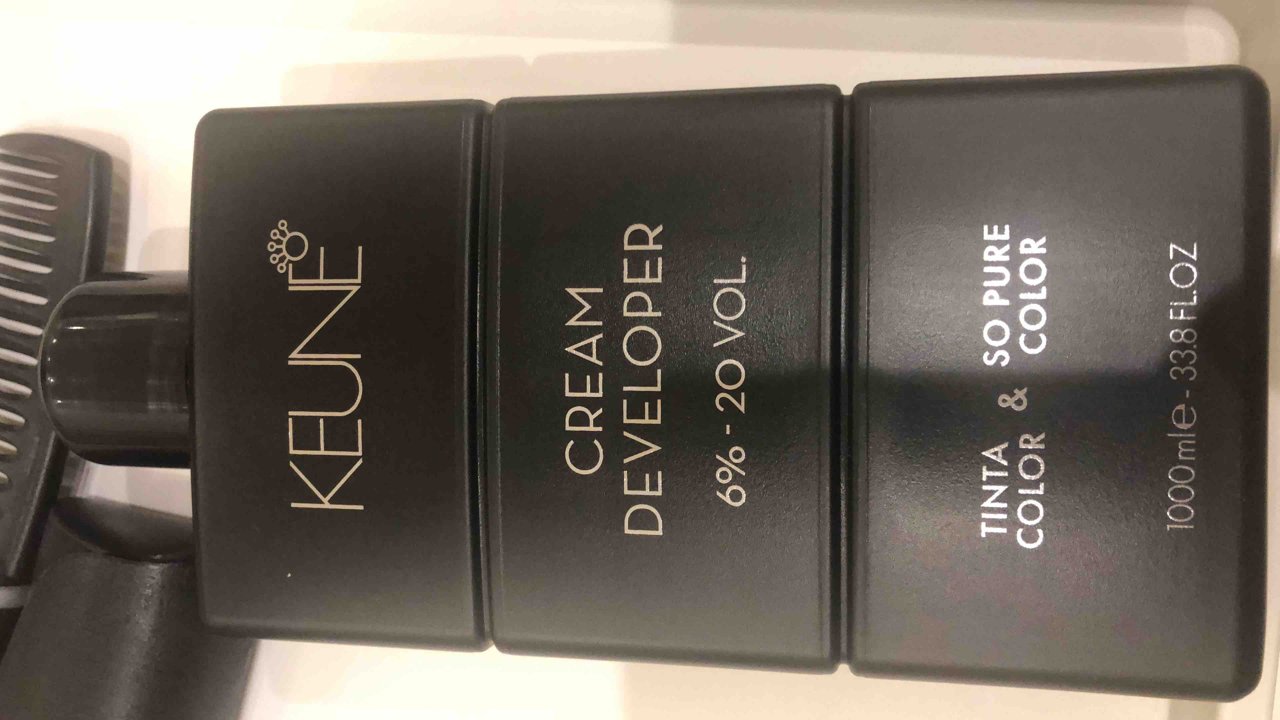 KEUNE
CREAM
DEVELOPER
6% - 20 VOL.
TINTA & SO PURE
COLOR COLOR
1000 ml e - 33.8 FL.OZ